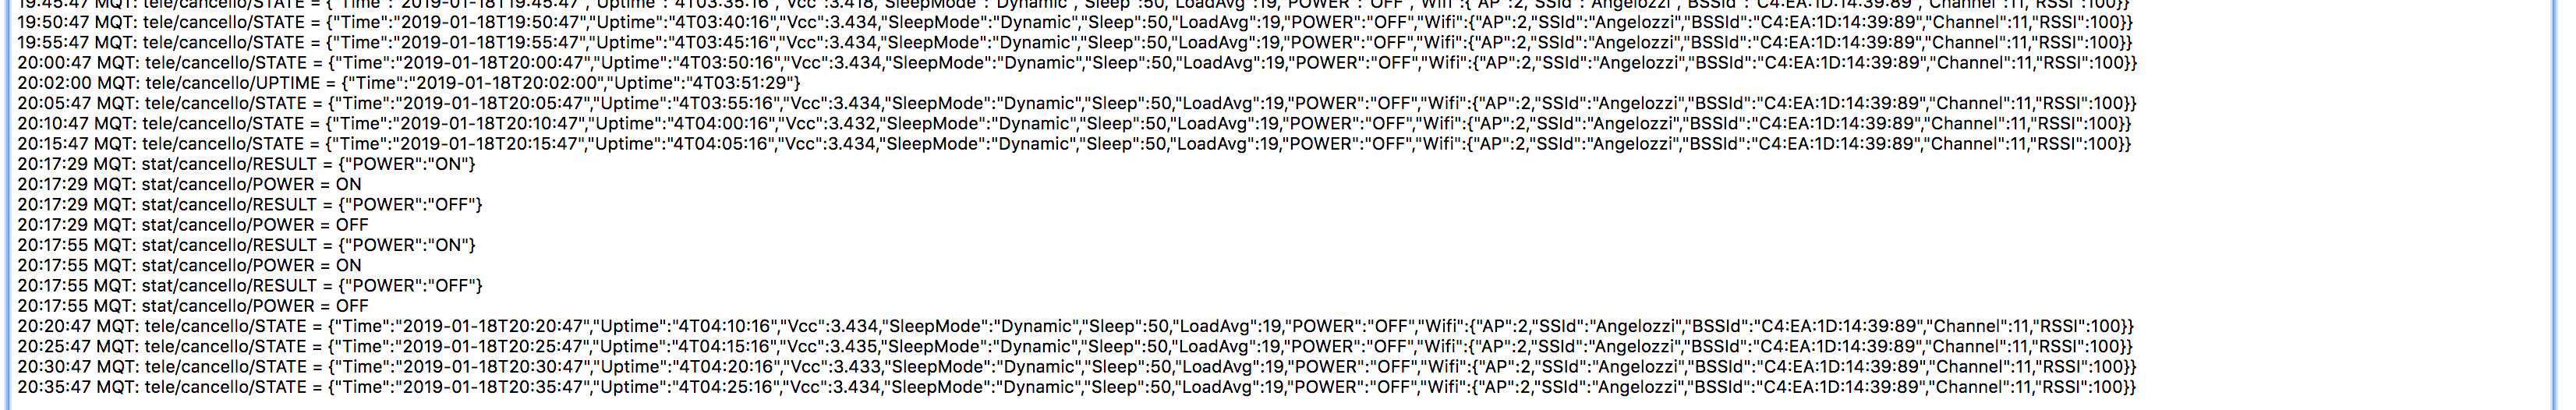 19:45:47 MQT: tele/cancello/STATE = {"Time":"2019-01-18T19:45:47","Uptime":"4T03:35:16","Vcc":3.418,"SleepMode":"Dynamic","Sleep":50,"LoadAvg":19,"POWER":"OFF","Wifi":{"AP":2,"SSId":"Angelozzi","BSSId":"C4:EA:1D:14:39:89","Channel":11,"RSSI":100}}
19:50:47 MQT: tele/cancello/STATE = {"Time":"2019-01-18T19:50:47","Uptime":"4T03:40:16","Vcc":3.434,"SleepMode":"Dynamic","Sleep":50,"LoadAvg":19,"POWER":"OFF","Wifi":{"AP":2,"SSId":"Angelozzi","BSSId":"C4:EA:1D:14:39:89","Channel":11,"RSSI":100}}
19:55:47 MQT: tele/cancello/STATE = {"Time":"2019-01-18T19:55:47","Uptime":"4T03:45:16","Vcc":3.434,"SleepMode":"Dynamic","Sleep":50,"LoadAvg":19,"POWER":"OFF","Wifi":{"AP":2,"SSId":"Angelozzi","BSSId":"C4:EA:1D:14:39:89","Channel":11,"RSSI":100}}
20:00:47 MQT: tele/cancello/STATE = {"Time":"2019-01-18T20:00:47","Uptime":"4T03:50:16","Vcc":3.434,"SleepMode":"Dynamic","Sleep":50,"LoadAvg":19,"POWER":"OFF","Wifi":{"AP":2,"SSId":"Angelozzi","BSSId":"C4:EA:1D:14:39:89","Channel":11,"RSSI":100}}
20:02:00 MQT: tele/cancello/UPTIME = {"Time":"2019-01-18T20:02:00","Uptime":"4T03:51:29"}
20:05:47 MQT: tele/cancello/STATE = {"Time":"2019-01-18T20:05:47","Uptime":"4T03:55:16","Vcc":3.434,"SleepMode":"Dynamic","Sleep":50,"LoadAvg":19,"POWER":"OFF","Wifi":{"AP":2,"SSId":"Angelozzi","BSSId":"C4:EA:1D:14:39:89","Channel":11,"RSSI":100}}
20:10:47 MQT: tele/cancello/STATE = {"Time":"2019-01-18T20:10:47","Uptime":"4T04:00:16","Vcc":3.432,"SleepMode":"Dynamic","Sleep":50,"LoadAvg":19,"POWER":"OFF","Wifi":{"AP":2,"SSId":"Angelozzi","BSSId":"C4:EA:1D:14:39:89","Channel":11,"RSSI":100}}
20:15:47 MQT: tele/cancello/STATE = {"Time":"2019-01-18T20:15:47","Uptime":"4T04:05:16","Vcc":3.434,"SleepMode":"Dynamic","Sleep":50,"LoadAvg":19,"POWER":"OFF","Wifi":{"AP":2,"SSId":"Angelozzi","BSSId":"C4:EA:1D:14:39:89","Channel":11,"RSSI":100}}
20:17:29 MQT: stat/cancello/RESULT = {"POWER":"ON"}
20:17:29 MQT: stat/cancello/POWER = ON
20:17:29 MQT: stat/cancello/RESULT = {"POWER":"OFF"}
20:17:29 MQT: stat/cancello/POWER = OFF
20:17:55 MQT: stat/cancello/RESULT = {"POWER":"ON"}
20:17:55 MQT: stat/cancello/POWER = ON
20:17:55 MQT: stat/cancello/RESULT = {"POWER":"OFF"}
20:17:55 MQT: stat/cancello/POWER = OFF
20:20:47 MQT: tele/cancello/STATE = {"Time":"2019-01-18T20:20:47","Uptime":"4T04:10:16","Vcc":3.434,"SleepMode":"Dynamic","Sleep":50,"LoadAvg":19,"POWER":"OFF","Wifi":{"AP":2,"SSId":"Angelozzi","BSSId":"C4:EA:1D:14:39:89","Channel":11,"RSSI":100}}
20:25:47 MQT: tele/cancello/STATE = {"Time":"2019-01-18T20:25:47","Uptime":"4T04:15:16","Vcc":3.435,"SleepMode":"Dynamic","Sleep":50,"LoadAvg":19,"POWER":"OFF","Wifi":{"AP":2,"SSId":"Angelozzi","BSSId":"C4:EA:1D:14:39:89","Channel":11,"RSSI":100}}
20:30:47 MQT: tele/cancello/STATE = {"Time":"2019-01-18T20:30:47","Uptime":"4T04:20:16","Vcc":3.433,"SleepMode":"Dynamic","Sleep":50,"LoadAvg":19,"POWER":"OFF","Wifi":{"AP":2,"SSId":"Angelozzi","BSSId":"C4:EA:1D:14:39:89","Channel":11,"RSSI":100}}
20:35:47 MQT: tele/cancello/STATE = {"Time":"2019-01-18T20:35:47","Uptime":"4T04:25:16","Vcc":3.434,"SleepMode":"Dynamic","Sleep":50,"LoadAvg":19,"POWER":"OFF","Wifi":{"AP":2,"SSId":"Angelozzi","BSSId":"C4:EA:1D:14:39:89","Channel":11,"RSSI":100}}